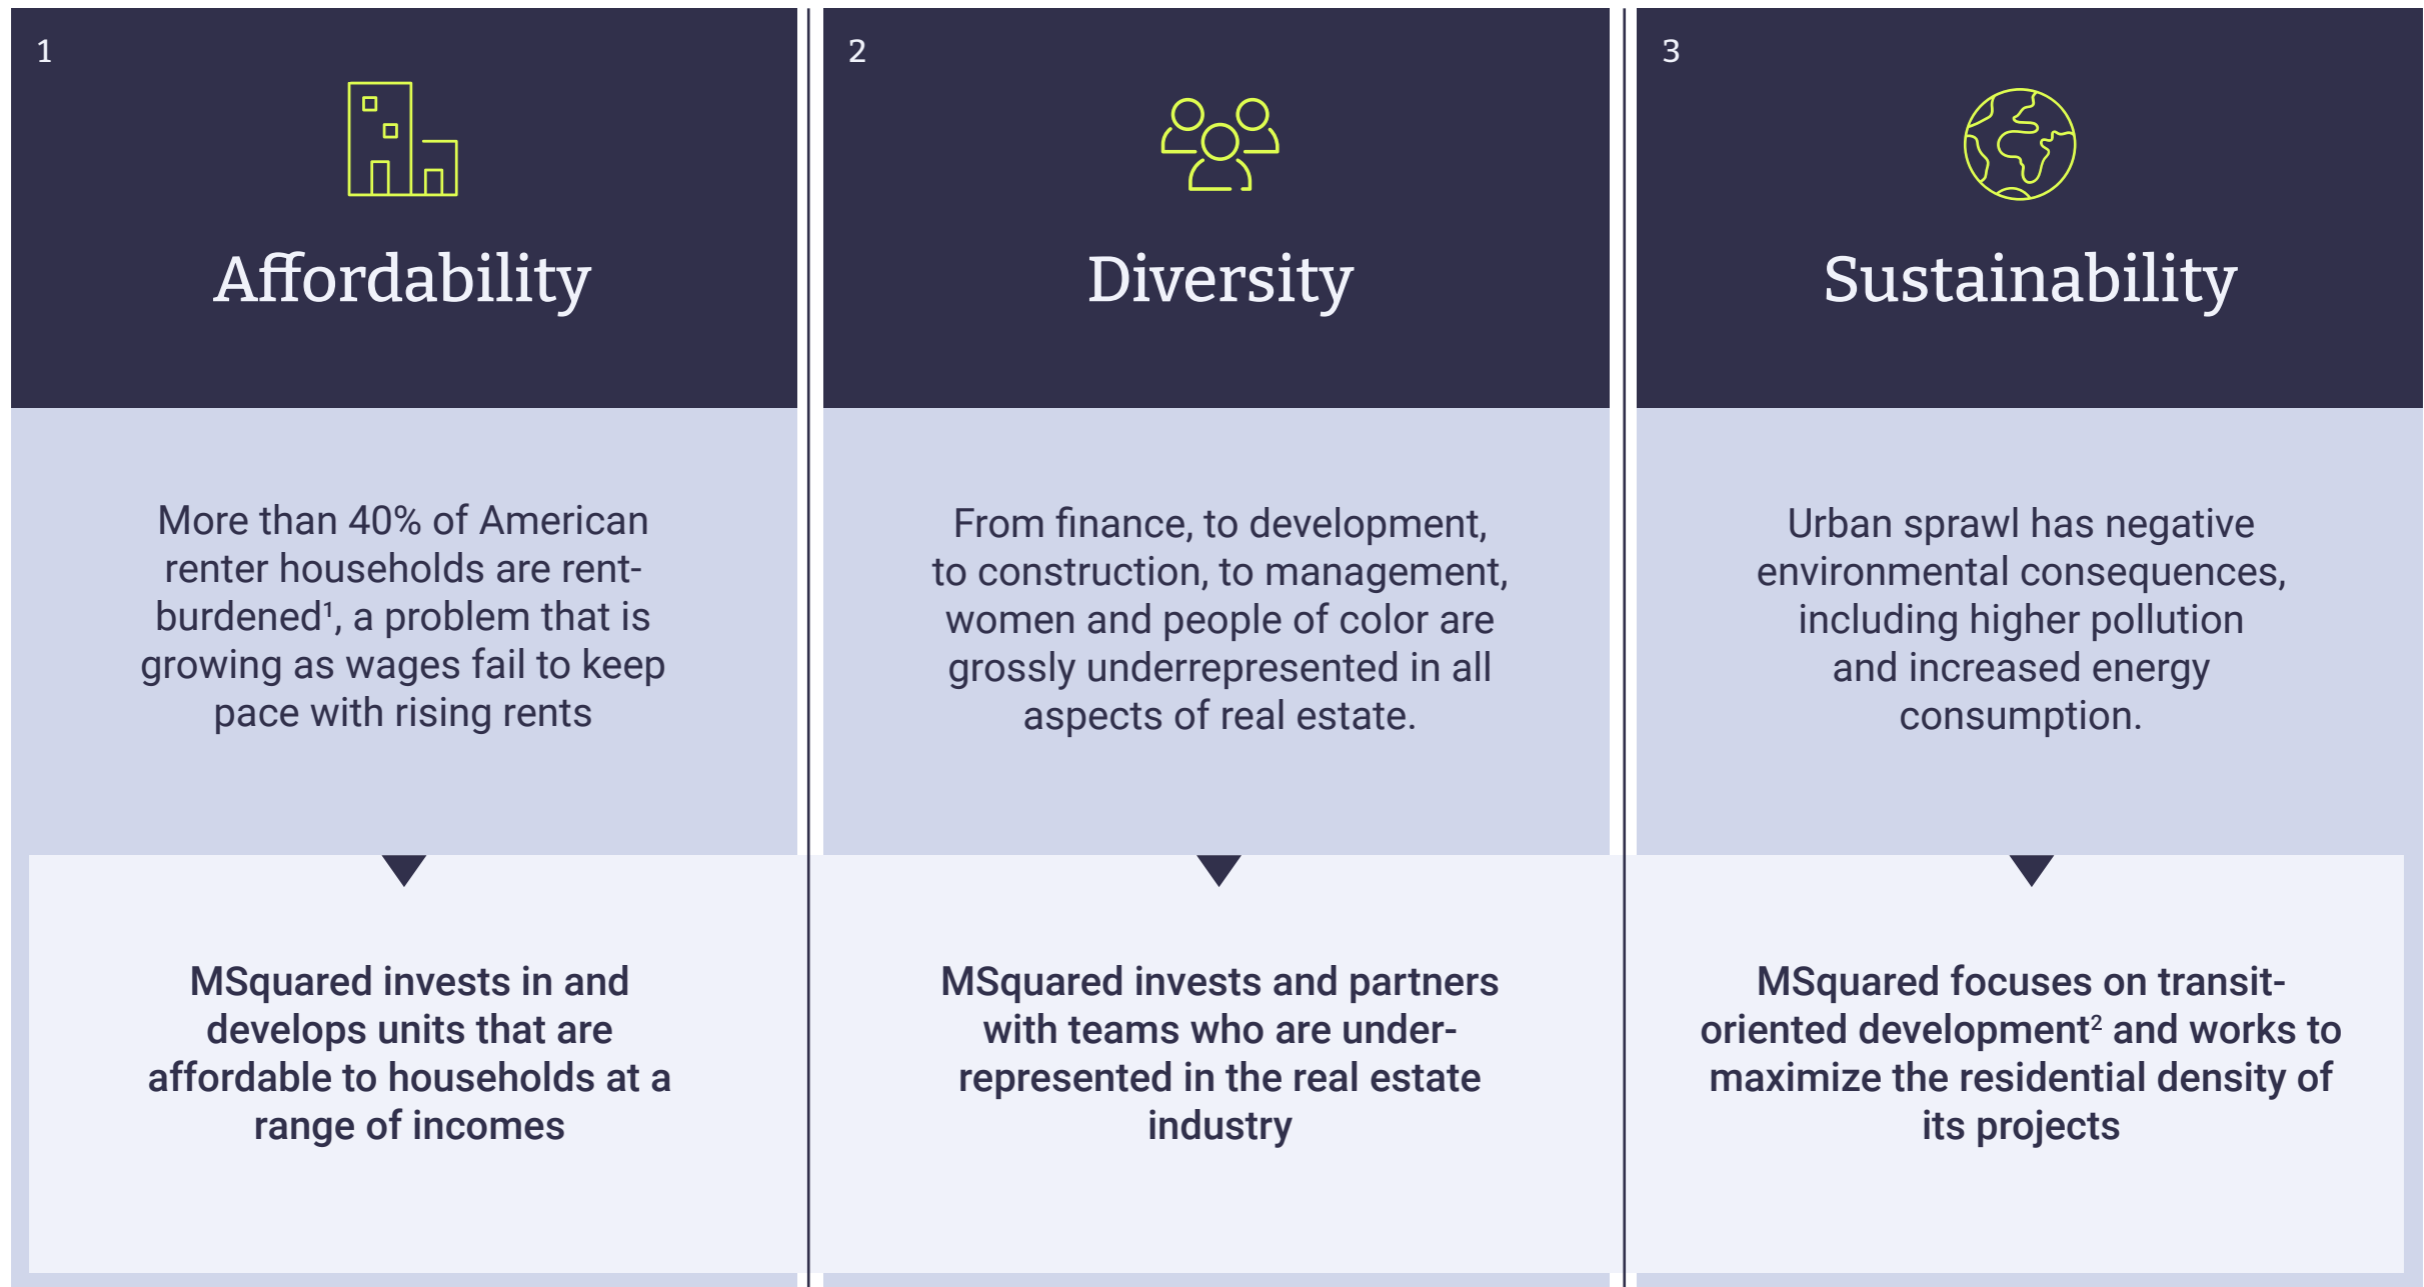 1
Affordability
More than 40% of American
renter households are rent-
burdened¹, a problem that is
growing as wages fail to keep
pace with rising rents
MSquared invests in and
develops units that are
affordable to households at a
range of incomes
2
Diversity
From finance, to development,
to construction, to management,
women and people of color are
grossly underrepresented in all
aspects of real estate.
MSquared invests and partners
with teams who are under-
represented in the real estate
industry
3
Sustainability
Urban sprawl has negative
environmental consequences,
including higher pollution
and increased energy
consumption.
MSquared focuses on transit-
oriented development² and works to
maximize the residential density of
its projects